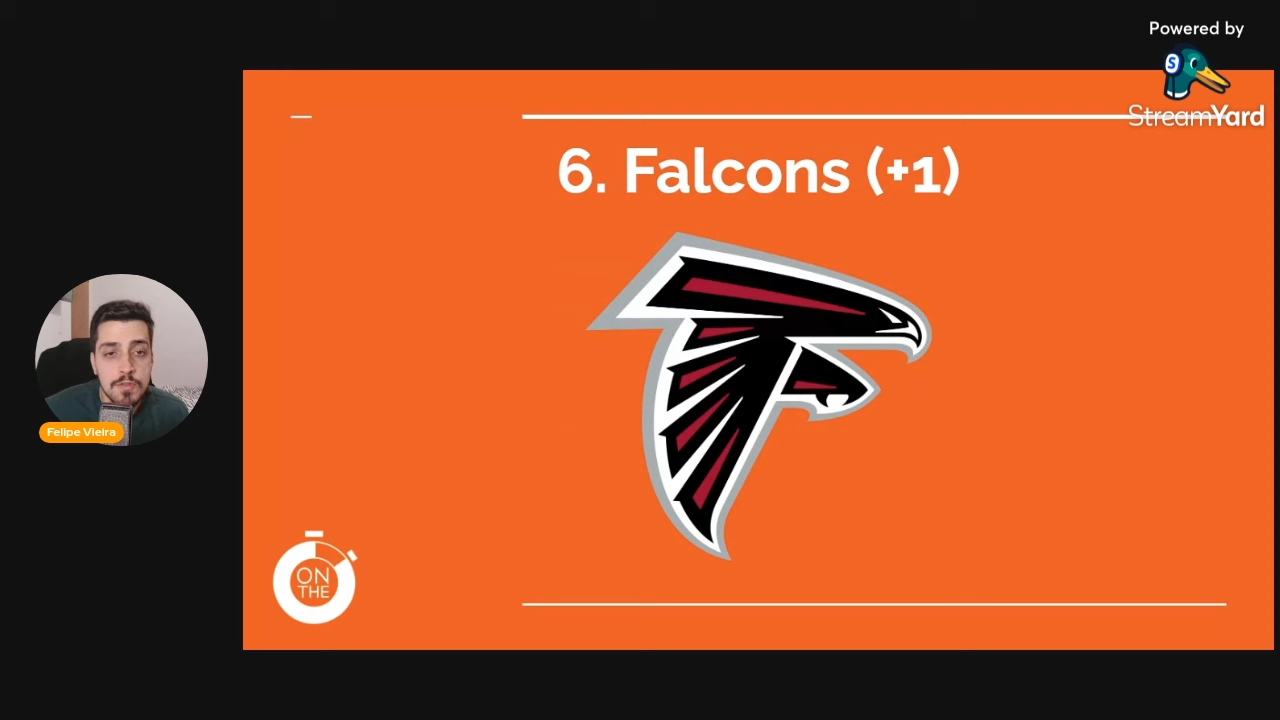 Powered by
StreamYard
6. Falcons (+1)
Felipe Vieira
ON
THE